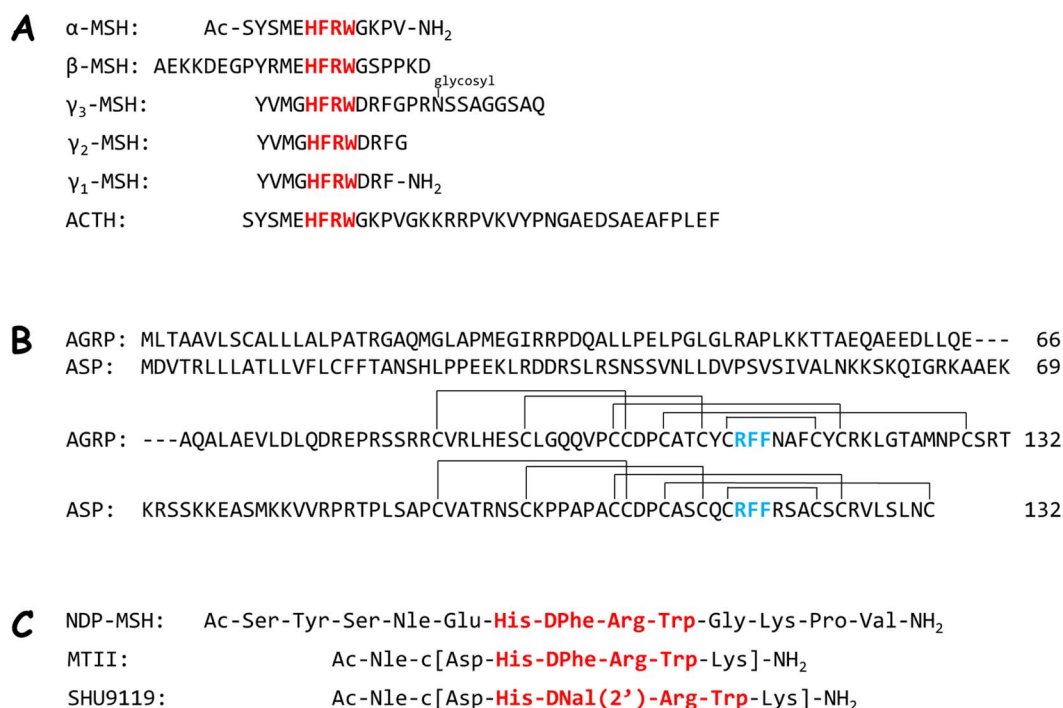 A
α-MSH: Ac-SYSMEHFRWGKPV-NH₂
β-MSH: AEKKDEGPYRMEHFRWGSPPKD
glycosyl
γ₃-MSH: YVMGHFRWDRFGPRNSSAGGSAQ
γ₂-MSH: YVMGHFRWDRFG
γ₁-MSH: YVMGHFRWDRF-NH₂
ACTH: SYSMEHFRWGKPVGKKRRPVKVYPNGAEDSAEAFPLEF
B
AGRP: MLTAAVLSCALLLALPATRGAQMGLAPMEGIRRPDQALLPELPGLGLRAPLKKTTAEQAEEDLLQE--- 66
ASP: MDVTRLLLATLLVFLCFFTANSHLPPEEKLRDDRSLRSNSSVNLLDVPSVSIVALNKKSKQIGRKAAEK 69
AGRP: ---AQALAEVLDLQDREPRSSRRCVRLHESCLGQQVPCCDPCATCYCRFFNAFCYCRKLGTAMNPCSRT 132
ASP: KRSSKKEASMKKVVRPRTPLSAPCVATRNSCKPPAPACCDPCASCQCRFFRSACSCRVLSLNC 132
C
NDP-MSH: Ac-Ser-Tyr-Ser-Nle-Glu-His-DPhe-Arg-Trp-Gly-Lys-Pro-Val-NH₂
MTII: Ac-Nle-c[Asp-His-DPhe-Arg-Trp-Lys]-NH₂
SHU9119: Ac-Nle-c[Asp-His-DNal(2')-Arg-Trp-Lys]-NH₂